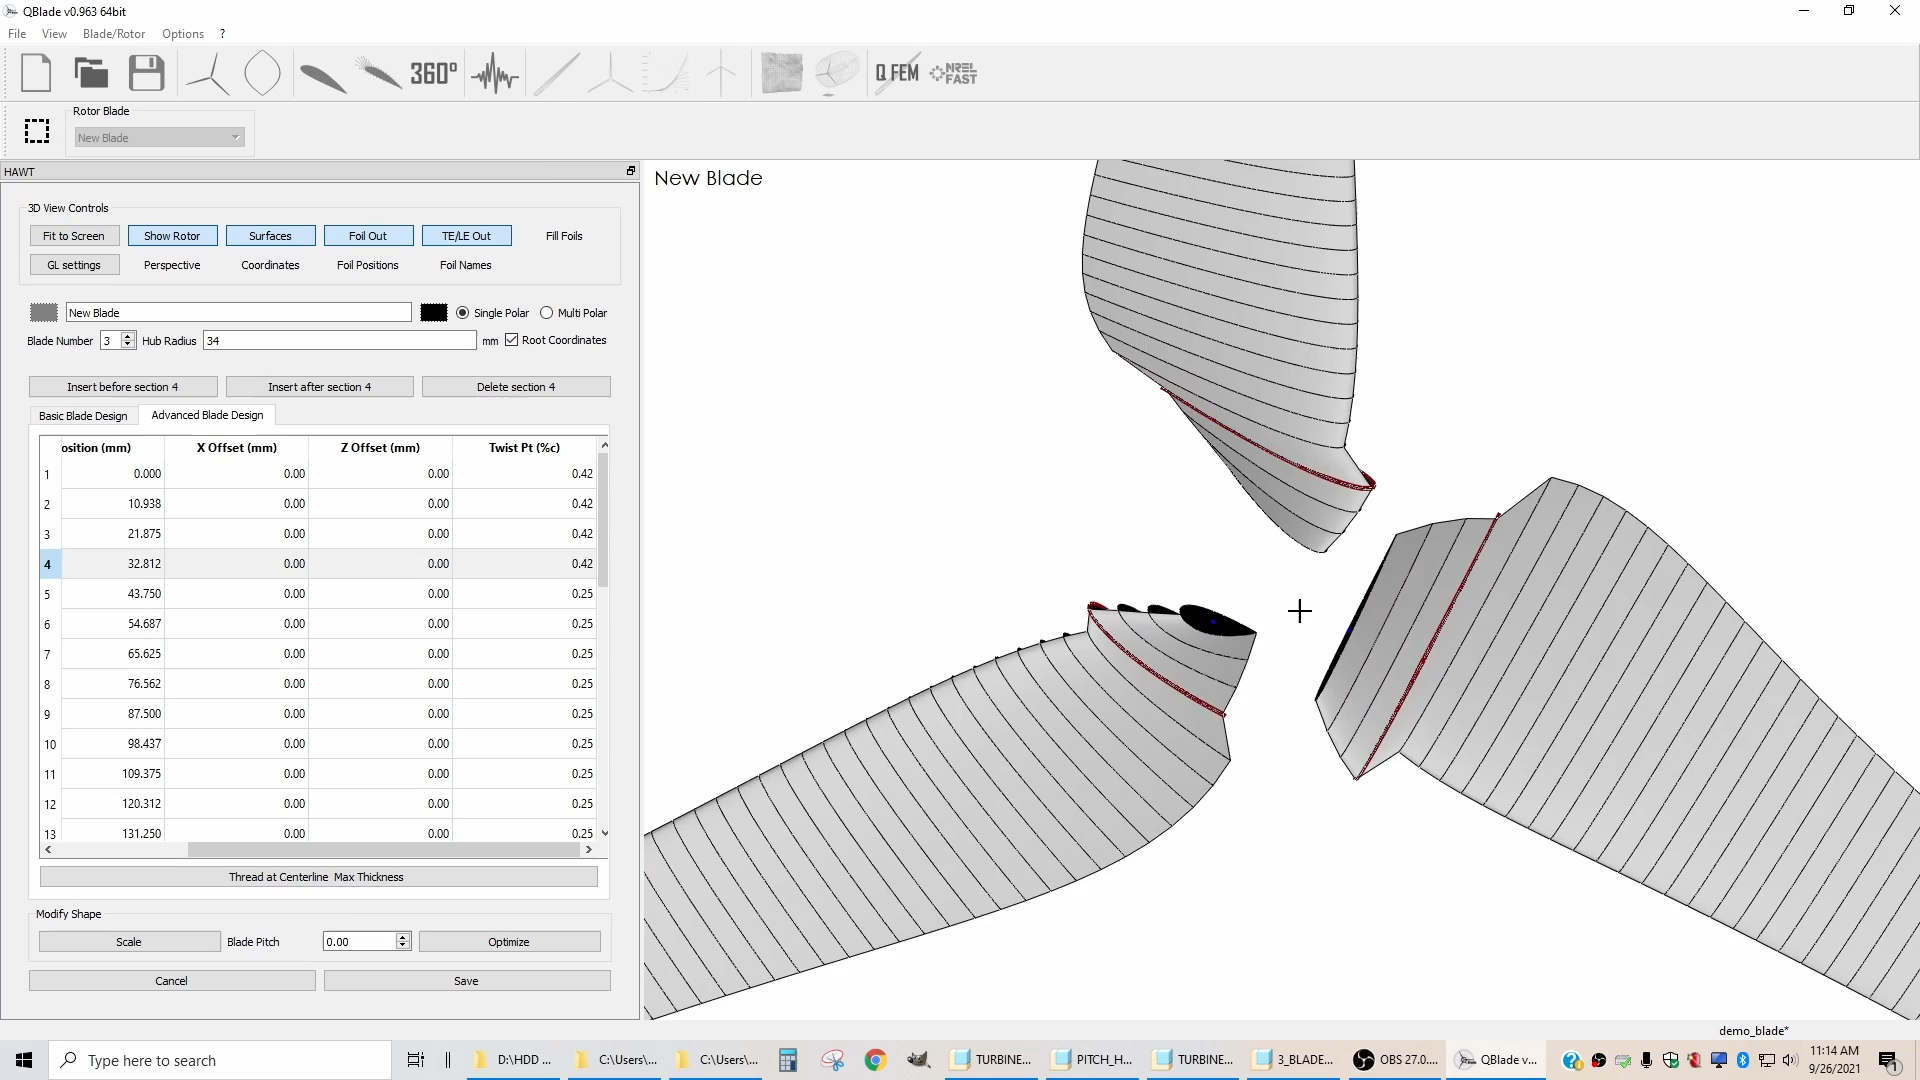 QBlade v0.963 64bit
File View Blade/Rotor Options ?
360°
Q FEM
NREL
FAST
Rotor Blade
New Blade
HAWT
New Blade
3D View Controls
Fit to Screen Show Rotor Surfaces Foil Out TE/LE Out Fill Foils
GL settings Perspective Coordinates Foil Positions Foil Names
New Blade Single Polar Multi Polar
Blade Number 3 Hub Radius 34 mm Root Coordinates
Insert before section 4 Insert after section 4 Delete section 4
Basic Blade Design Advanced Blade Design
osition (mm) X Offset (mm) Z Offset (mm) Twist Pt (%c)
1 0.000 0.00 0.00 0.42
2 10.938 0.00 0.00 0.42
3 21.875 0.00 0.00 0.42
4 32.812 0.00 0.00 0.42
5 43.750 0.00 0.00 0.25
6 54.687 0.00 0.00 0.25
7 65.625 0.00 0.00 0.25
8 76.562 0.00 0.00 0.25
9 87.500 0.00 0.00 0.25
10 98.437 0.00 0.00 0.25
11 109.375 0.00 0.00 0.25
12 120.312 0.00 0.00 0.25
13 131.250 0.00 0.00 0.25
Thread at Centerline Max Thickness
Modify Shape
Scale Blade Pitch 0.00 Optimize
Cancel Save
demo_blade*
Type here to search
D:\HDD ... C:\Users\... C:\Users\... TURBINE... PITCH_H... TURBINE... 3_BLADE... OBS 27.0.... QBlade v...
11:14 AM
9/26/2021
1